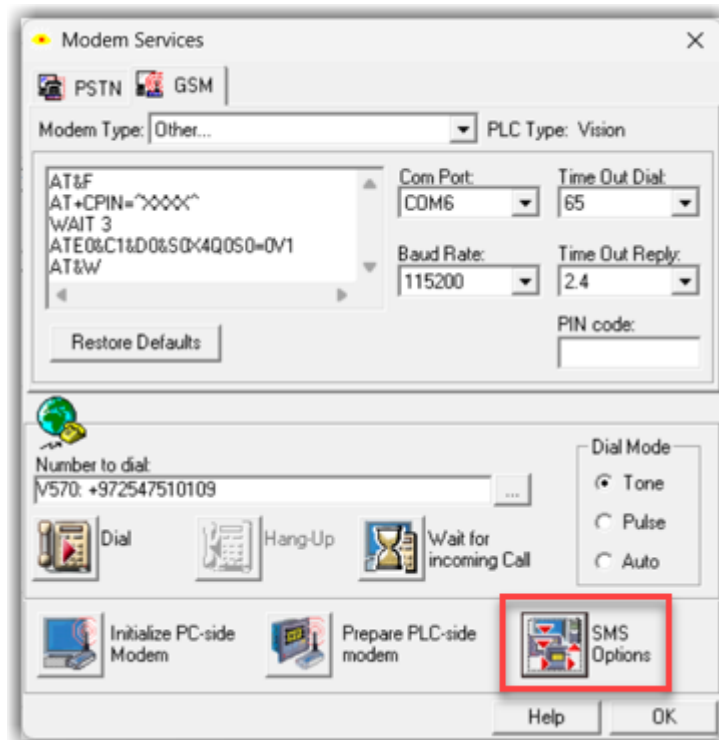 Modem Services
PSTN GSM
Modem Type: Other... PLC Type: Vision
AT&F
AT+CPIN=^XXXX^
WAIT 3
ATE0&C1&D0&S0X4Q0S0=0V1
AT&W
Com Port:
COM6
Time Out Dial:
65
Baud Rate:
115200
Time Out Reply:
2.4
PIN code:
Restore Defaults
Number to dial:
V570: +972547510109
...
Dial
Hang-Up
Wait for
incoming Call
Dial Mode
Tone
Pulse
Auto
Initialize PC-side
Modem
Prepare PLC-side
modem
SMS
Options
Help
OK